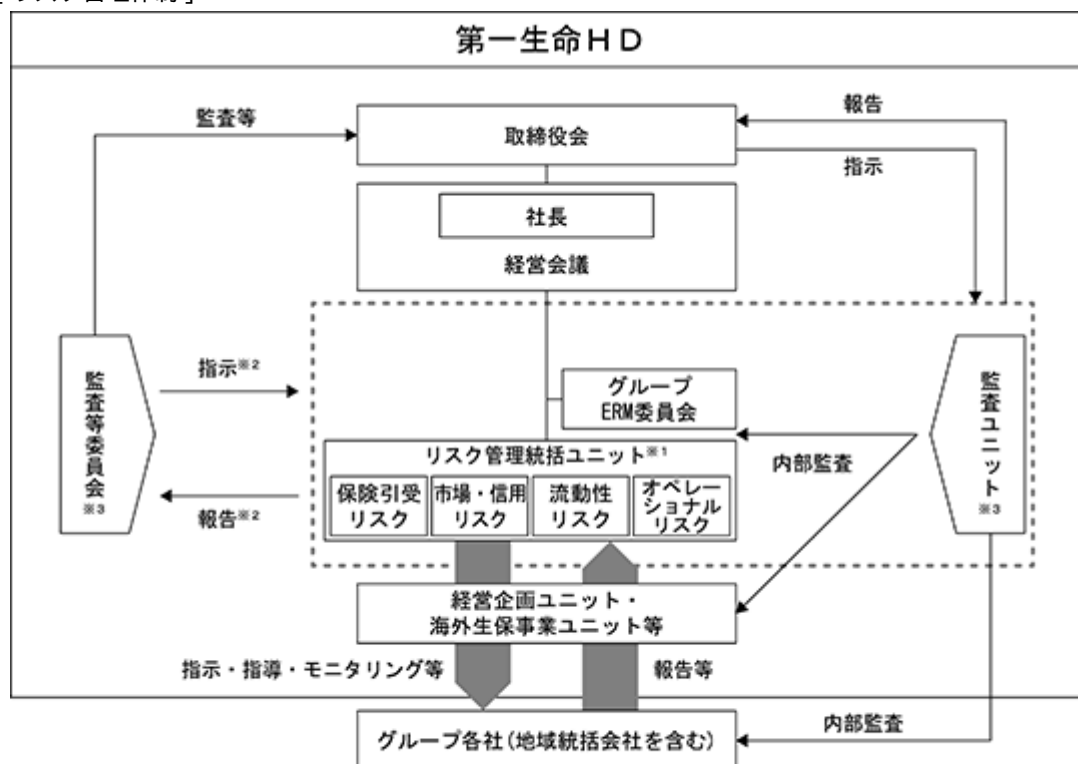 [リスク管理体制]
第一生命HD
監査等
取締役会
報告
指示
社長
経営会議
監査等委員会※3
指示※2
報告※2
グループ
ERM委員会
リスク管理統括ユニット※1
保険引受
リスク
市場・信用
リスク
流動性
リスク
オペレー
ショナル
リスク
内部監査
監査ユニット※3
経営企画ユニット・
海外生保事業ユニット等
指示・指導・モニタリング等
報告等
グループ各社(地域統括会社を含む)
内部監査